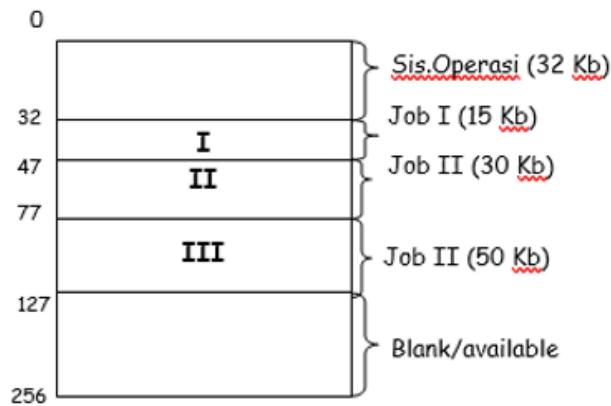 0
Sis.Operasi (32 Kb)
32
Job I (15 Kb)
I
47
Job II (30 Kb)
II
77
III
Job II (50 Kb)
127
Blank/available
256